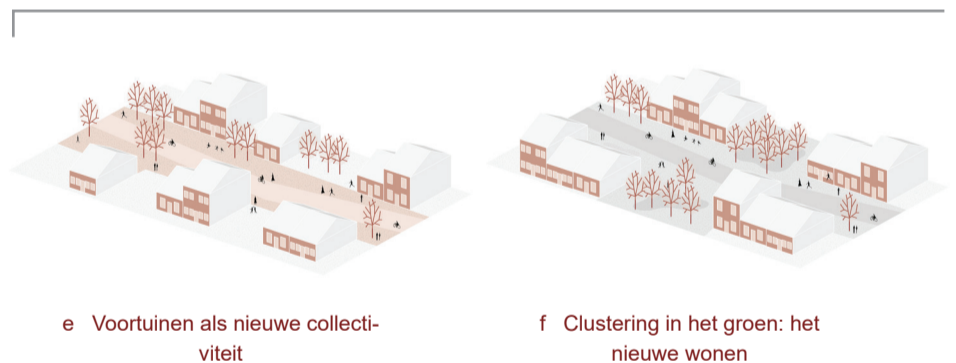 e Voortuinen als nieuwe collecti-
viteit
f Clustering in het groen: het
nieuwe wonen